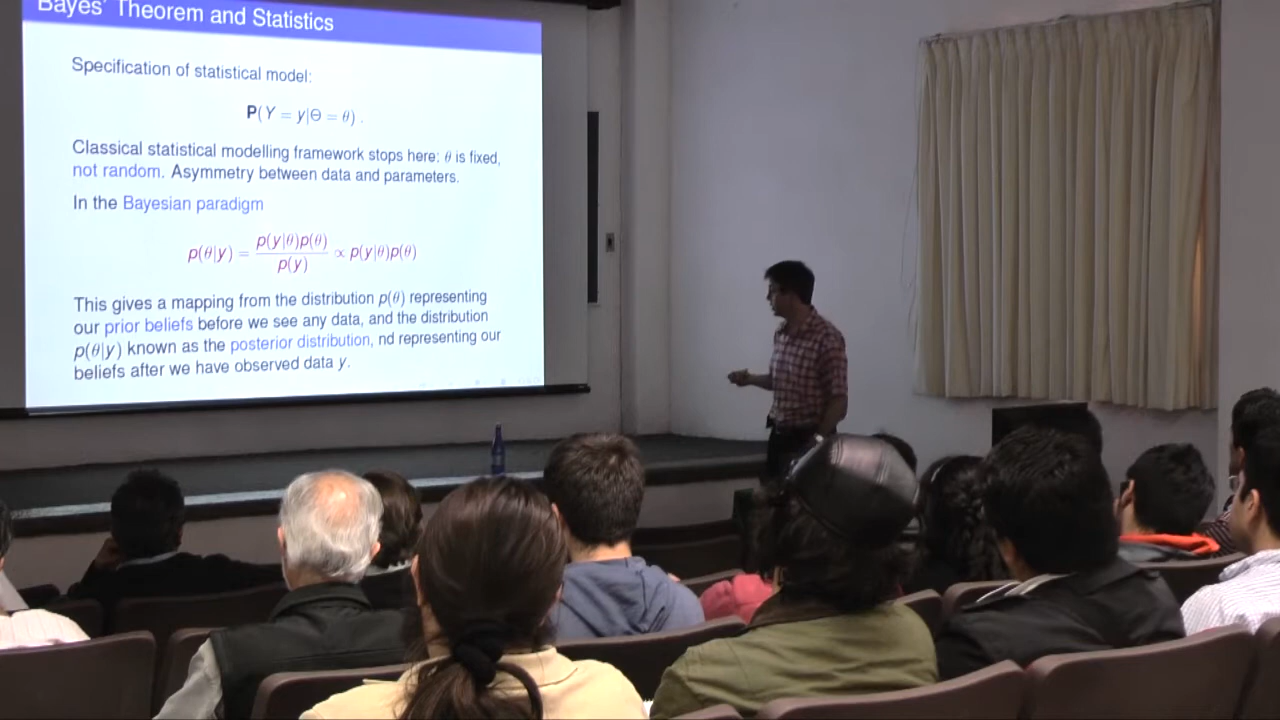 Bayes' Theorem and Statistics
Specification of statistical model:
P(Y = y|Θ = θ) .
Classical statistical modelling framework stops here: θ is fixed,
not random. Asymmetry between data and parameters.
In the Bayesian paradigm
p(θ|y) = p(y|θ)p(θ) / p(y) ∝ p(y|θ)p(θ)
This gives a mapping from the distribution p(θ) representing
our prior beliefs before we see any data, and the distribution
p(θ|y) known as the posterior distribution, nd representing our
beliefs after we have observed data y.